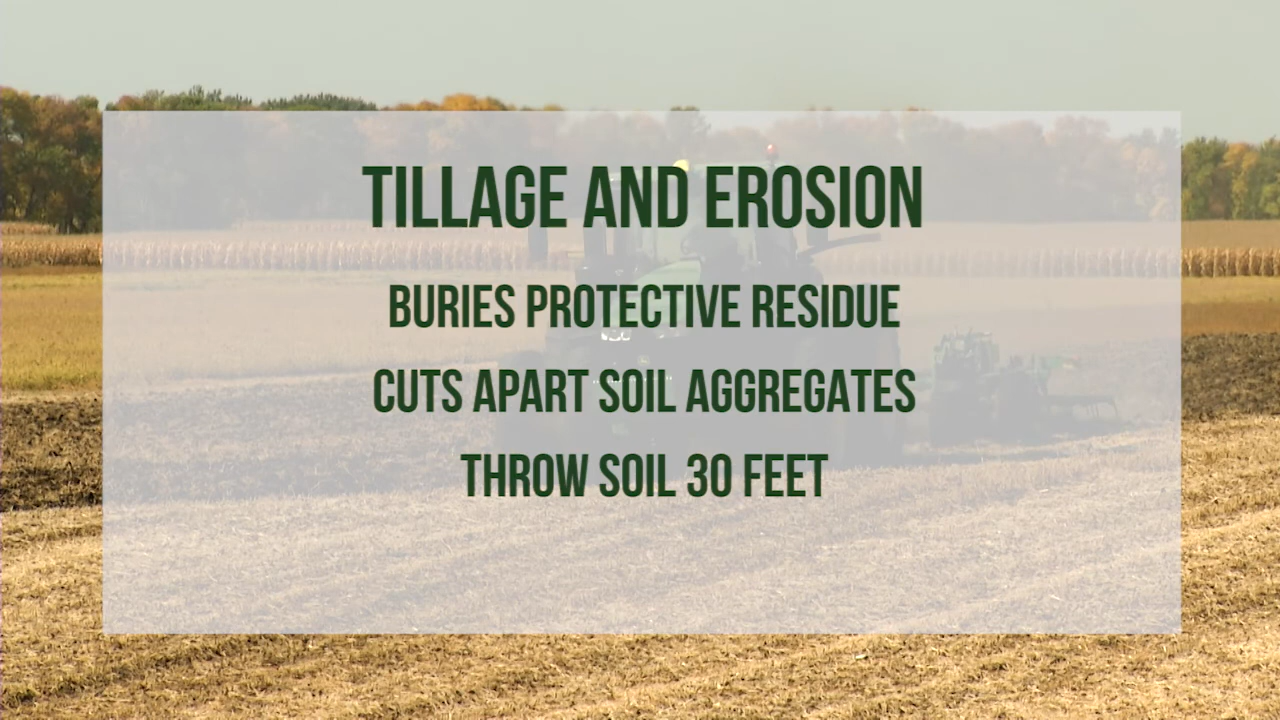 TILLAGE AND EROSION
BURIES PROTECTIVE RESIDUE
CUTS APART SOIL AGGREGATES
THROW SOIL 30 FEET